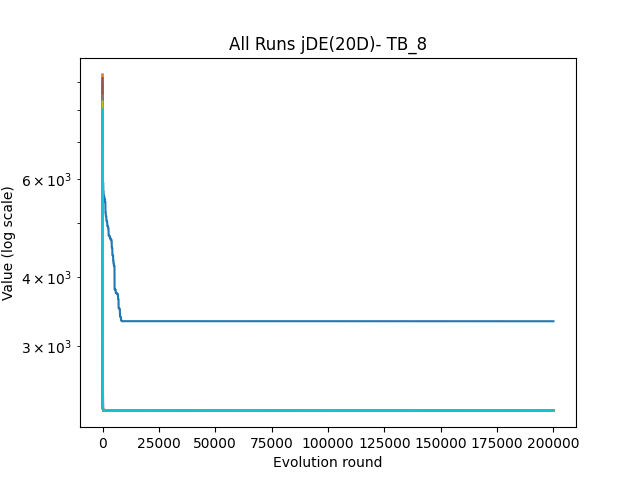 All Runs jDE(20D)- TB_8
Value (log scale)
6 × 10³
4 × 10³
3 × 10³
0 25000 50000 75000 100000 125000 150000 175000 200000
Evolution round